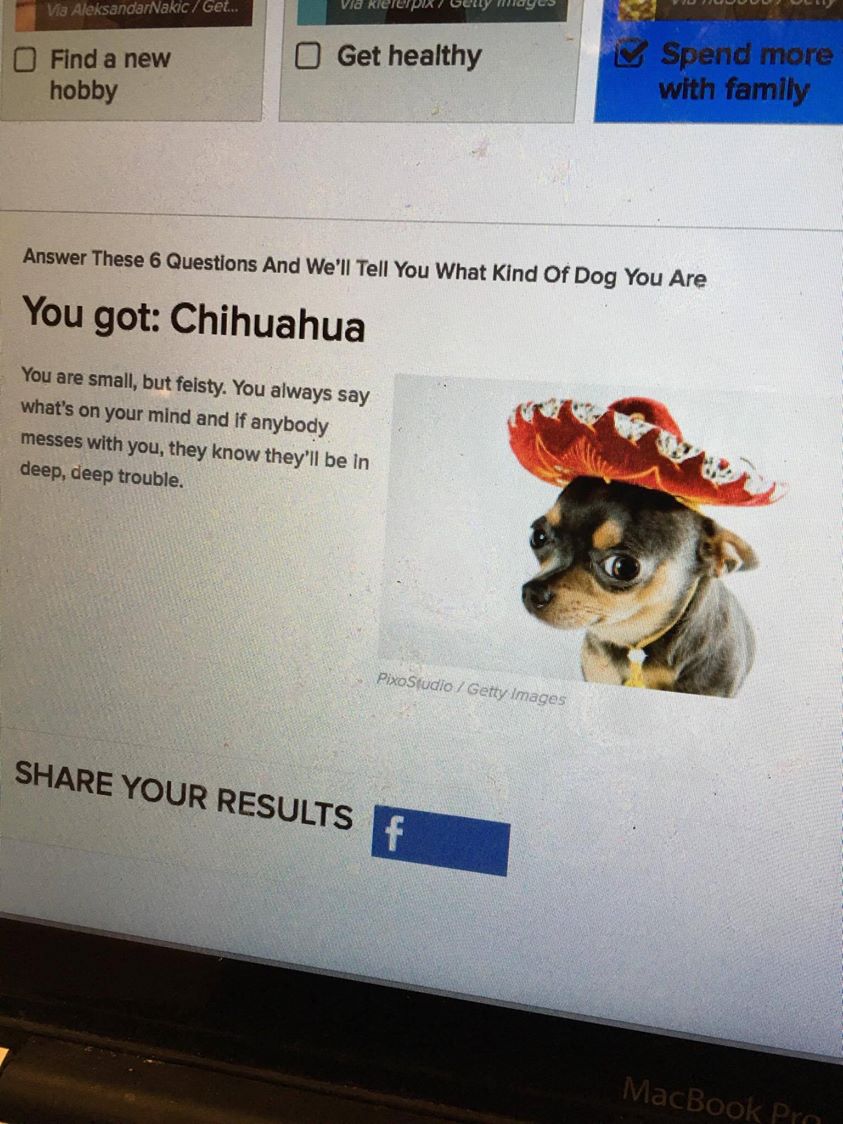 Via AleksandarNakic / Get...
Via kieferpix / Getty Images
Find a new
hobby
Get healthy
Spend more
with family
Answer These 6 Questions And We'll Tell You What Kind Of Dog You Are
You got: Chihuahua
You are small, but feisty. You always say
what's on your mind and if anybody
messes with you, they know they'll be in
deep, deep trouble.
PixoStudio / Getty Images
SHARE YOUR RESULTS
f
MacBook Pro